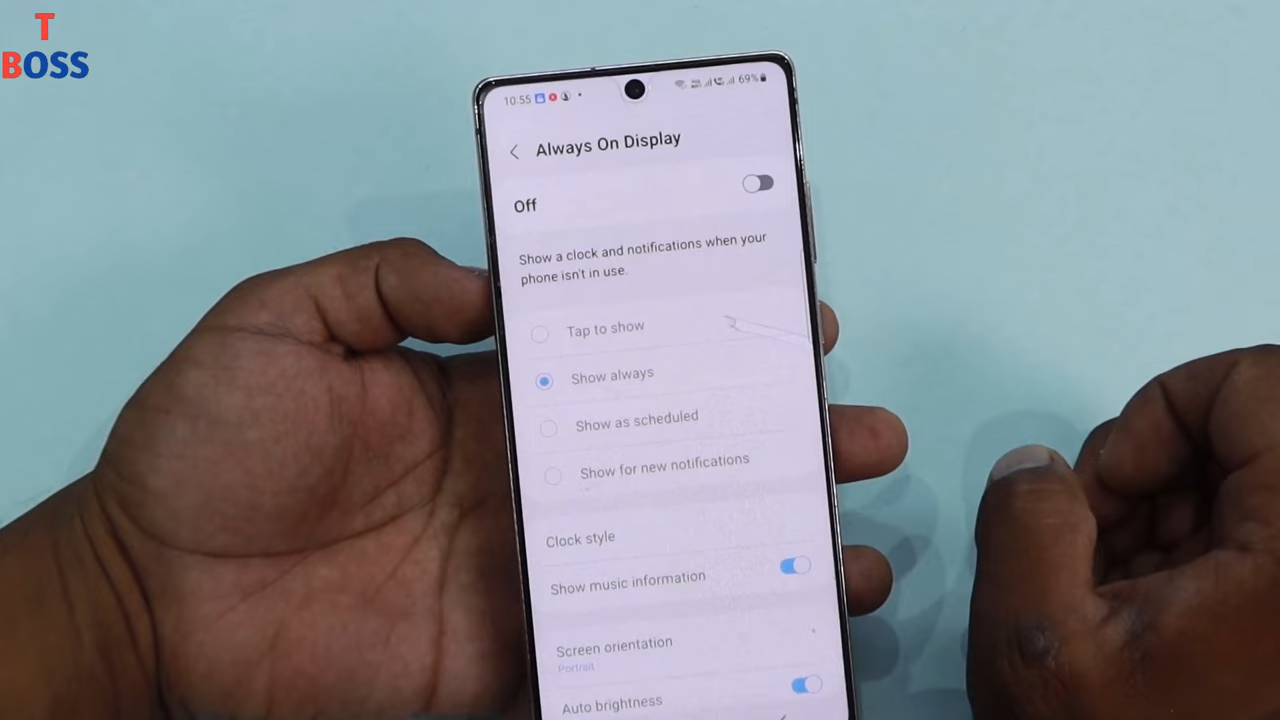 T
BOSS
10:55 69%
Always On Display
Off
Show a clock and notifications when your
phone isn't in use.
Tap to show
Show always
Show as scheduled
Show for new notifications
Clock style
Show music information
Screen orientation
Portrait
Auto brightness